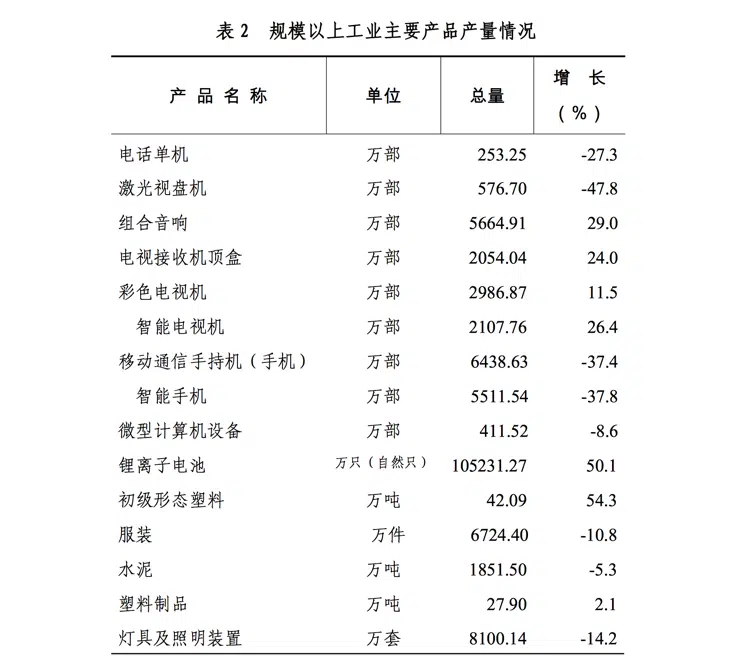 表2 规模以上工业主要产品产量情况
产品名称 单位 总量 增长（%）
电话单机 万部 253.25 -27.3
激光视盘机 万部 576.70 -47.8
组合音响 万部 5664.91 29.0
电视接收机顶盒 万部 2054.04 24.0
彩色电视机 万部 2986.87 11.5
智能电视机 万部 2107.76 26.4
移动通信手持机（手机） 万部 6438.63 -37.4
智能手机 万部 5511.54 -37.8
微型计算机设备 万部 411.52 -8.6
锂离子电池 万只（自然只） 105231.27 50.1
初级形态塑料 万吨 42.09 54.3
服装 万件 6724.40 -10.8
水泥 万吨 1851.50 -5.3
塑料制品 万吨 27.90 2.1
灯具及照明装置 万套 8100.14 -14.2